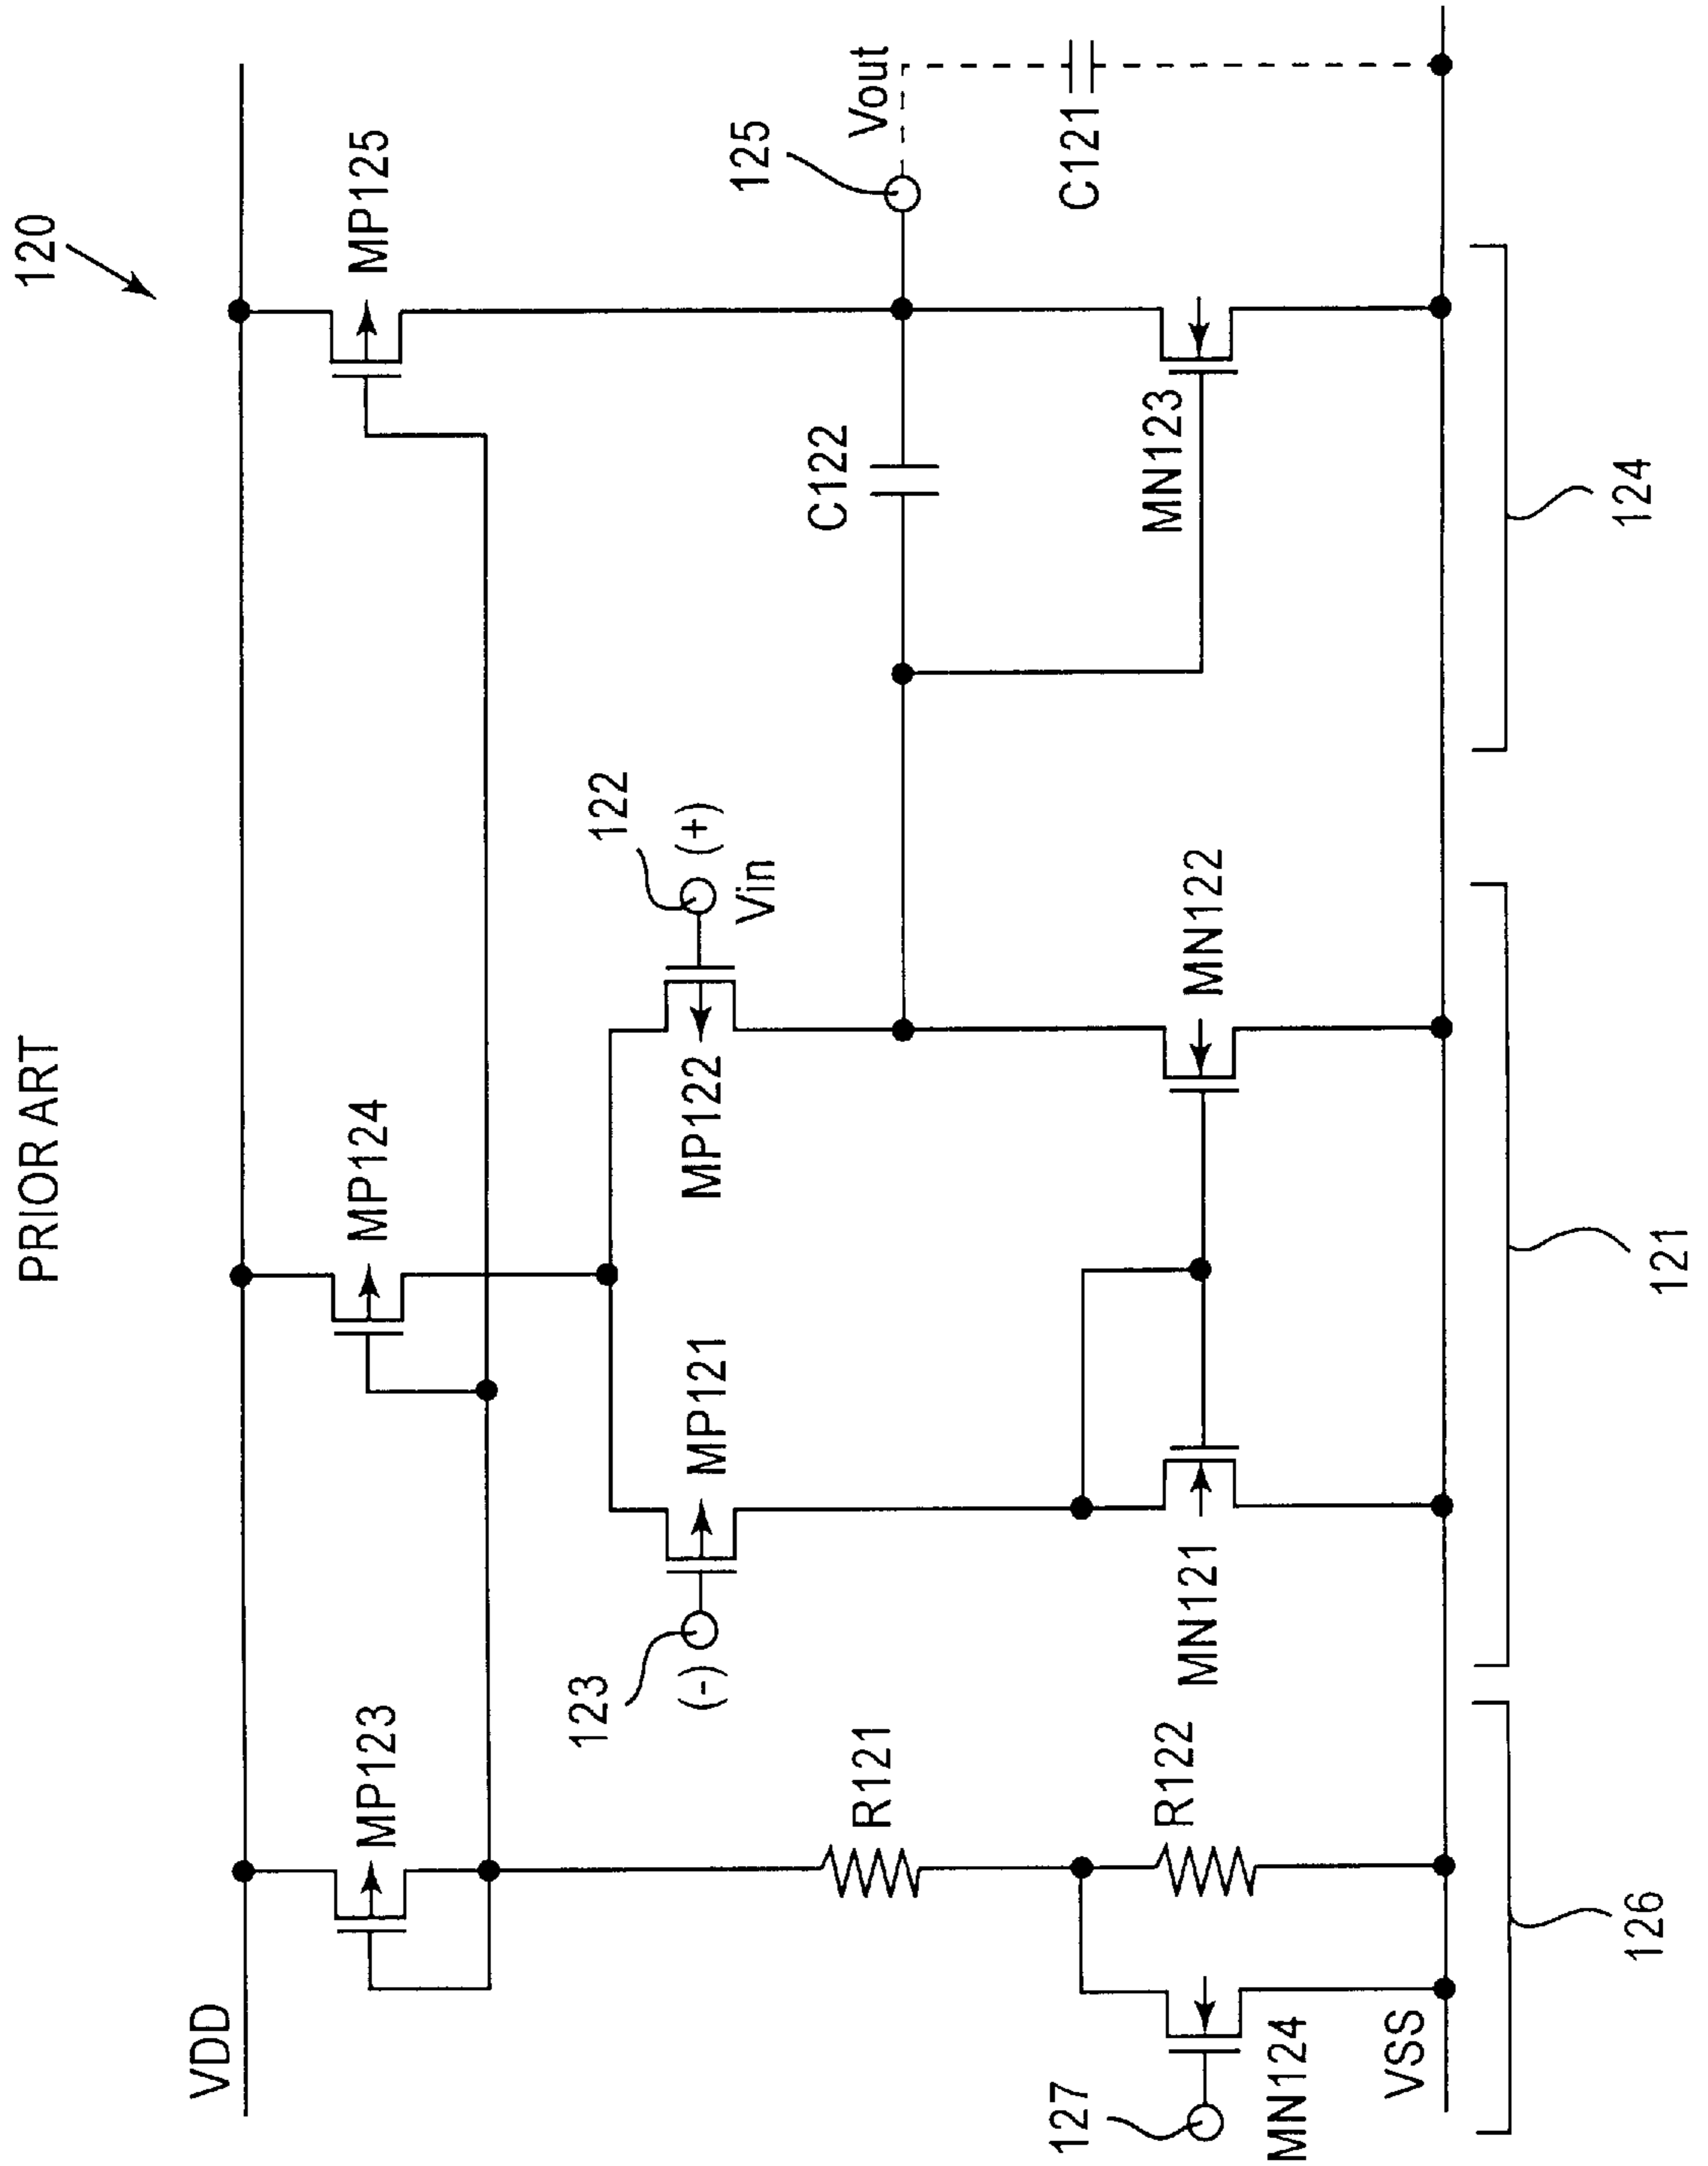 PRIOR ART
120
VDD
MP123
MP124
MP125
123
(-)
MP121
MP122
122
(+)
Vin
C122
125
Vout
R121
C121
127
MN124
R122
MN121
MN122
MN123
VSS
126
121
124